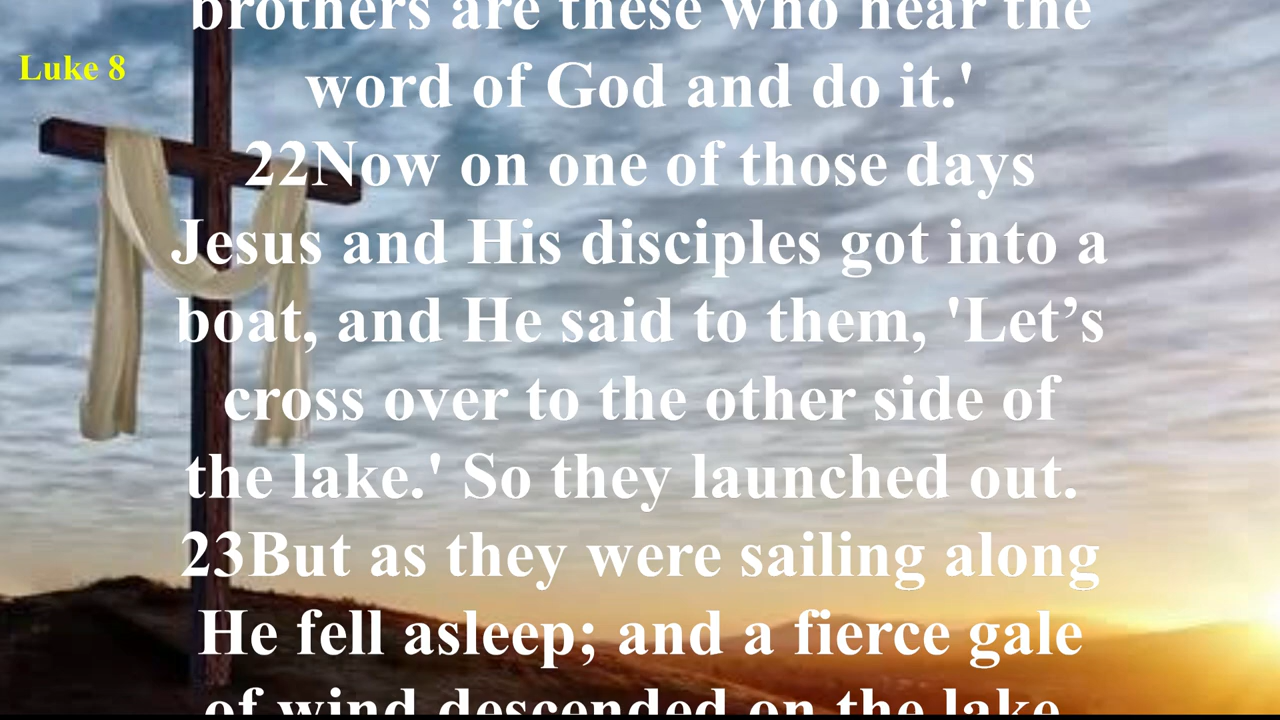 brothers are these who hear the
Luke 8
word of God and do it.'
22Now on one of those days
Jesus and His disciples got into a
boat, and He said to them, 'Let’s
cross over to the other side of
the lake.' So they launched out.
23But as they were sailing along
He fell asleep; and a fierce gale
of wind descended on the lake